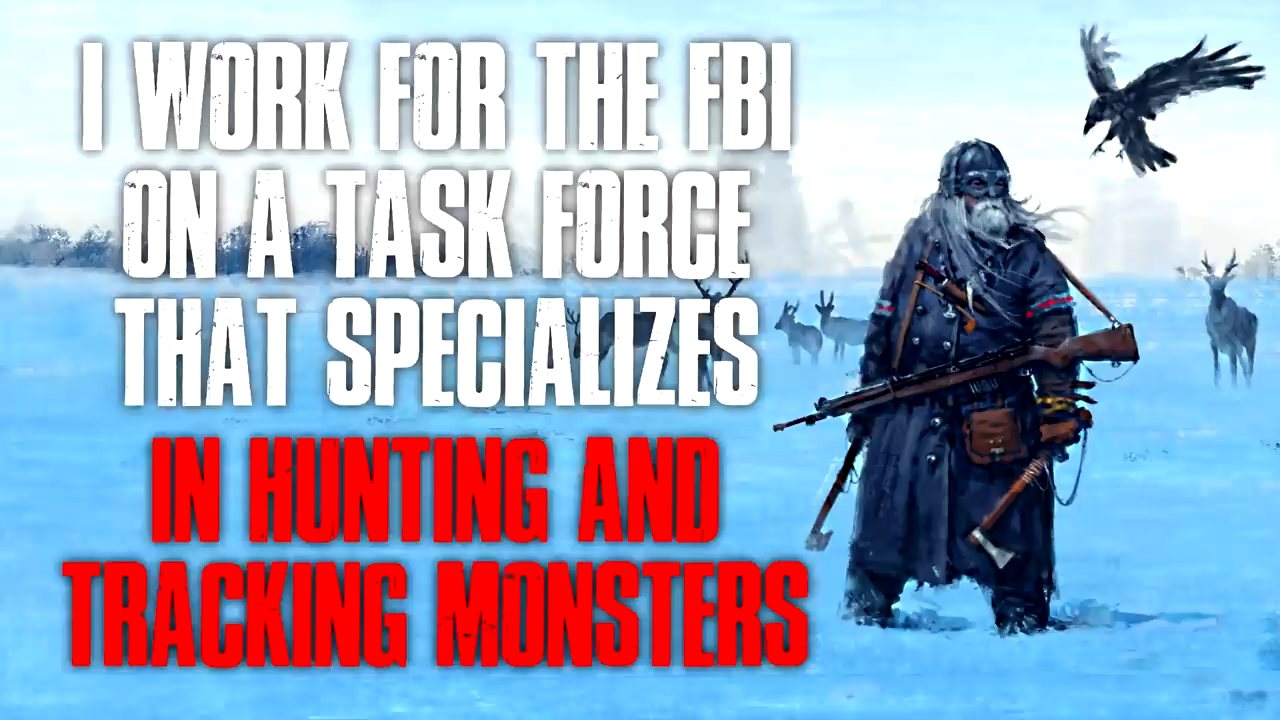 I WORK FOR THE FBI
ON A TASK FORCE
THAT SPECIALIZES
IN HUNTING AND
TRACKING MONSTERS